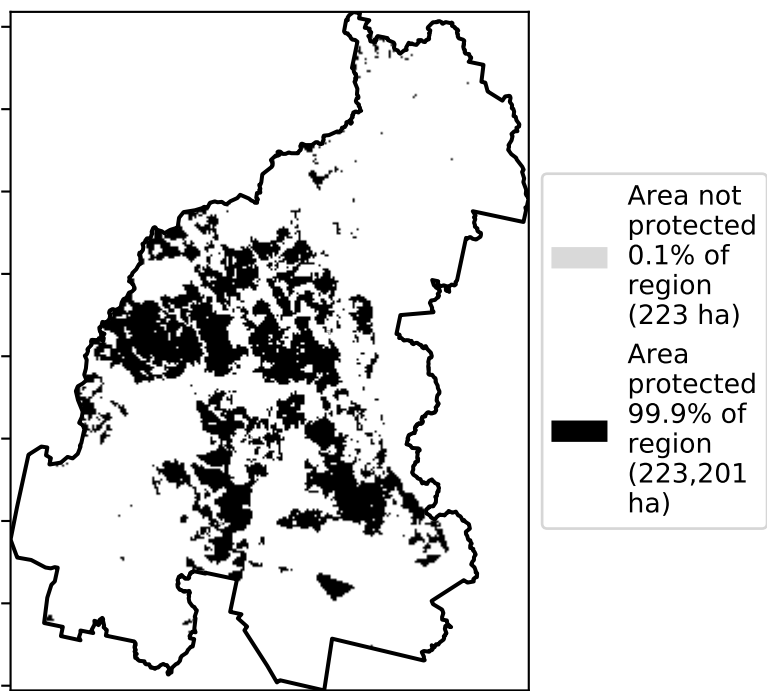 Area not
protected
0.1% of
region
(223 ha)
Area
protected
99.9% of
region
(223,201
ha)